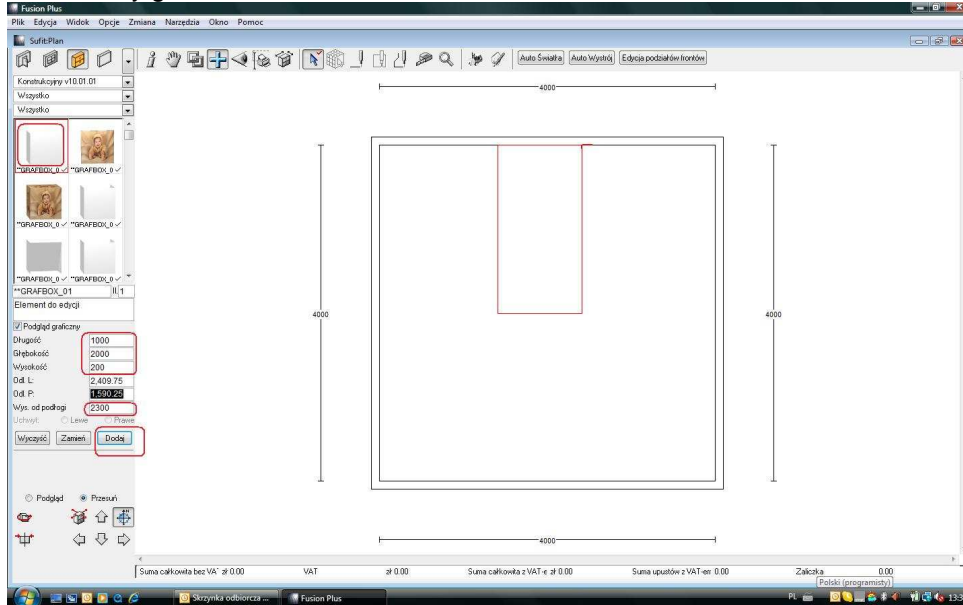 Fusion Plus
Plik Edycja Widok Opcje Zmiana Narzędzia Okno Pomoc
Sufit:Plan
Auto Światła Auto Wystrój Edycja podziałów frontów
Konstrukcyjny v10.01.01
Wszystko
Wszystko
**GRAFBOX_0 **GRAFBOX_0
**GRAFBOX_0 **GRAFBOX_0
**GRAFBOX_0 **GRAFBOX_0
**GRAFBOX_01 1
Element do edycji
Podgląd graficzny
Długość 1000
Głębokość 2000
Wysokość 200
Odl. L: 2,409.75
Odl. P: 1,590.25
Wys. od podłogi 2300
Uchwyt: Lewe Prawe
Wyczyść Zamień Dodaj
Podgląd Przesuń
4000
4000
4000
4000
Suma całkowita bez VA zł 0.00 VAT zł 0.00 Suma całkowita z VAT-e zł 0.00 Suma upustów z VAT-em 0.00 Zaliczka 0.00
Polski (programisty)
Skrzynka odbiorcza ... Fusion Plus PL 13:3